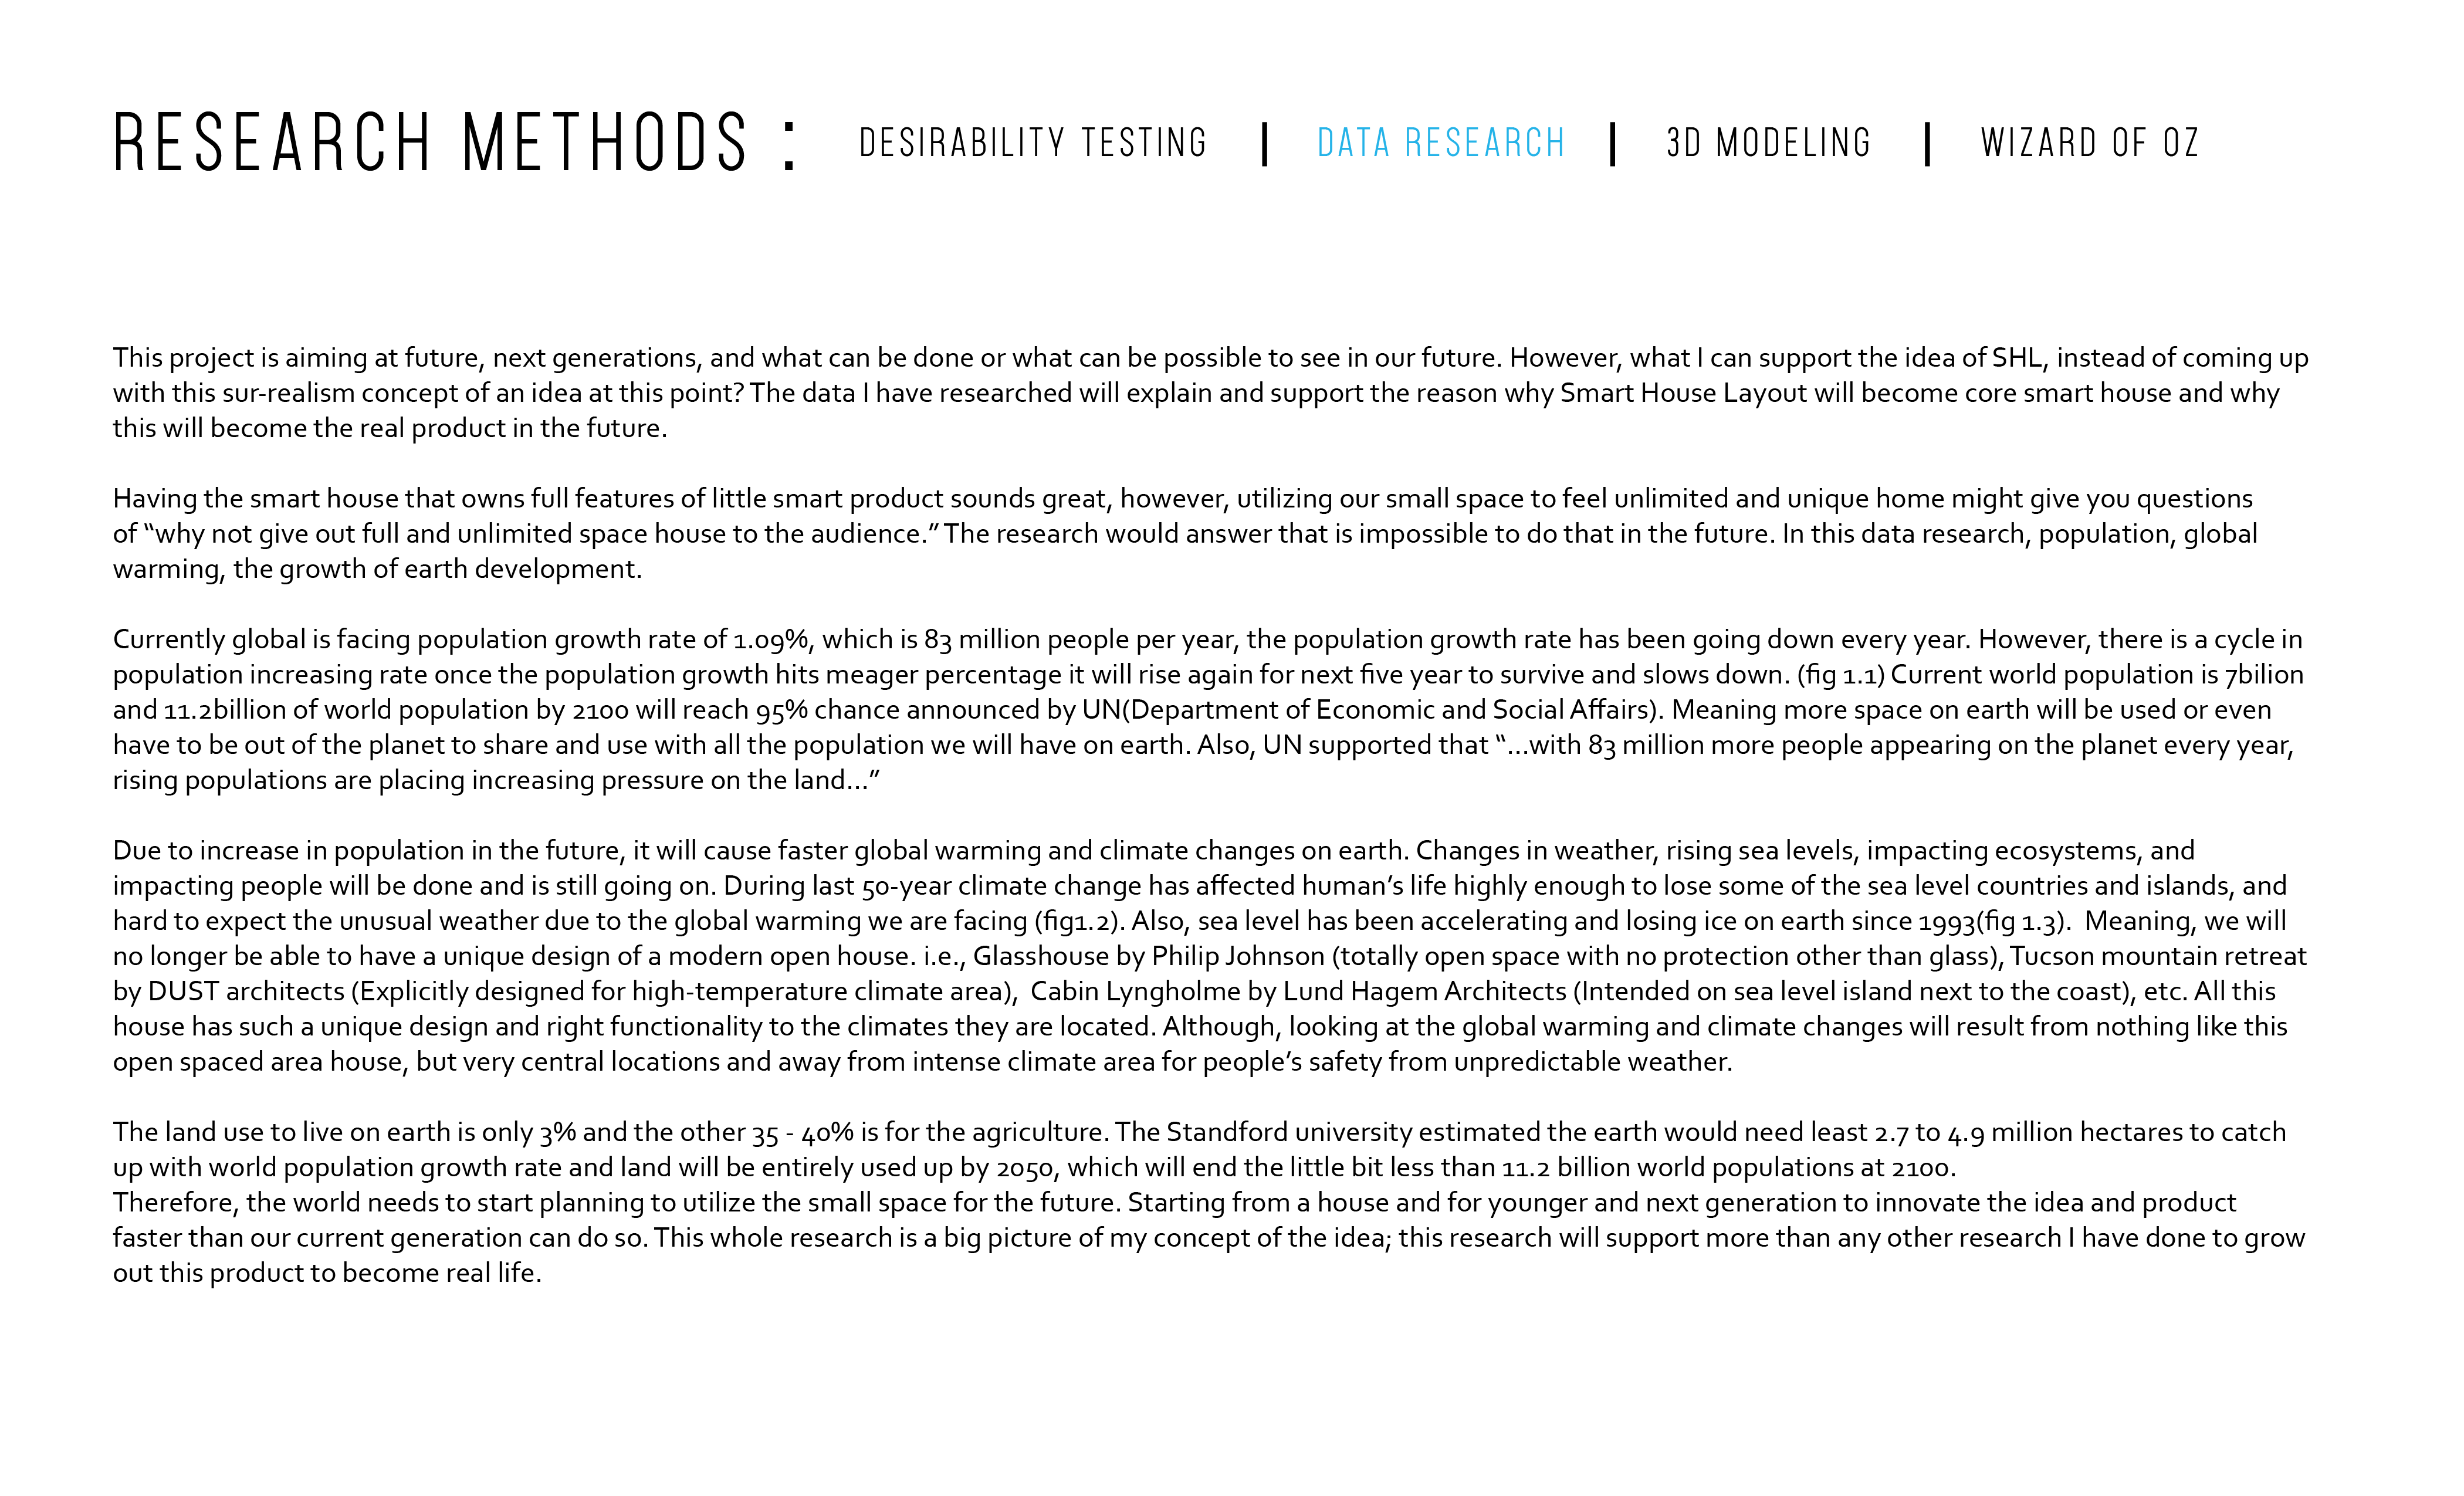 RESEARCH METHODS : DESIRABILITY TESTING | DATA RESEARCH | 3D MODELING | WIZARD OF OZ
This project is aiming at future, next generations, and what can be done or what can be possible to see in our future. However, what I can support the idea of SHL, instead of coming up
with this sur-realism concept of an idea at this point? The data I have researched will explain and support the reason why Smart House Layout will become core smart house and why
this will become the real product in the future.
Having the smart house that owns full features of little smart product sounds great, however, utilizing our small space to feel unlimited and unique home might give you questions
of “why not give out full and unlimited space house to the audience.” The research would answer that is impossible to do that in the future. In this data research, population, global
warming, the growth of earth development.
Currently global is facing population growth rate of 1.09%, which is 83 million people per year, the population growth rate has been going down every year. However, there is a cycle in
population increasing rate once the population growth hits meager percentage it will rise again for next five year to survive and slows down. (fig 1.1) Current world population is 7bilion
and 11.2billion of world population by 2100 will reach 95% chance announced by UN(Department of Economic and Social Affairs). Meaning more space on earth will be used or even
have to be out of the planet to share and use with all the population we will have on earth. Also, UN supported that “...with 83 million more people appearing on the planet every year,
rising populations are placing increasing pressure on the land...”
Due to increase in population in the future, it will cause faster global warming and climate changes on earth. Changes in weather, rising sea levels, impacting ecosystems, and
impacting people will be done and is still going on. During last 50-year climate change has affected human’s life highly enough to lose some of the sea level countries and islands, and
hard to expect the unusual weather due to the global warming we are facing (fig1.2). Also, sea level has been accelerating and losing ice on earth since 1993(fig 1.3).  Meaning, we will
no longer be able to have a unique design of a modern open house. i.e., Glasshouse by Philip Johnson (totally open space with no protection other than glass), Tucson mountain retreat
by DUST architects (Explicitly designed for high-temperature climate area),  Cabin Lyngholme by Lund Hagem Architects (Intended on sea level island next to the coast), etc. All this
house has such a unique design and right functionality to the climates they are located. Although, looking at the global warming and climate changes will result from nothing like this
open spaced area house, but very central locations and away from intense climate area for people’s safety from unpredictable weather.
The land use to live on earth is only 3% and the other 35 - 40% is for the agriculture. The Standford university estimated the earth would need least 2.7 to 4.9 million hectares to catch
up with world population growth rate and land will be entirely used up by 2050, which will end the little bit less than 11.2 billion world populations at 2100.
Therefore, the world needs to start planning to utilize the small space for the future. Starting from a house and for younger and next generation to innovate the idea and product
faster than our current generation can do so. This whole research is a big picture of my concept of the idea; this research will support more than any other research I have done to grow
out this product to become real life.